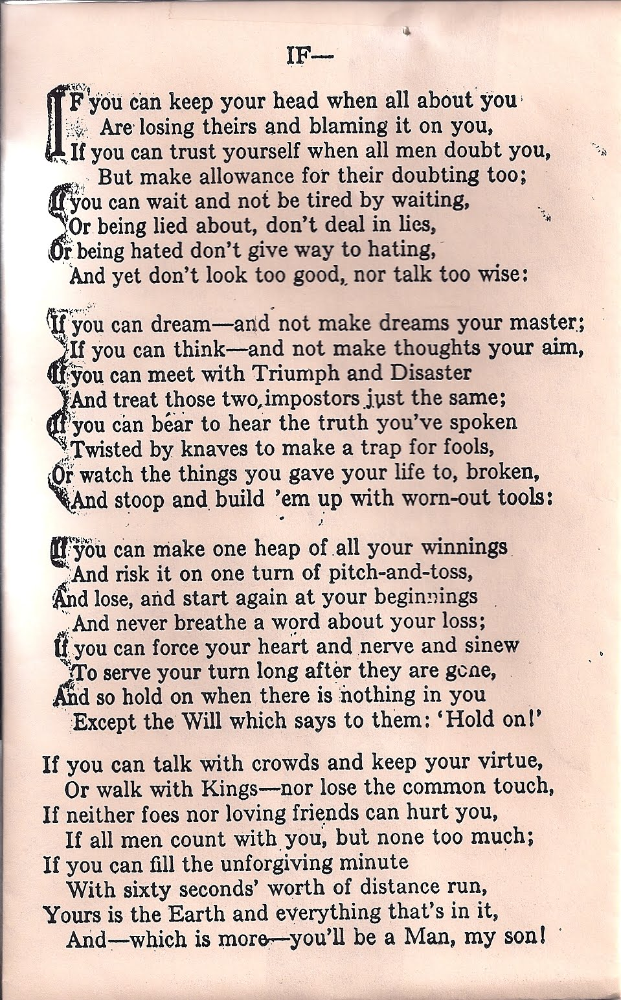 IF—
IF you can keep your head when all about you
Are losing theirs and blaming it on you,
If you can trust yourself when all men doubt you,
But make allowance for their doubting too;
If you can wait and not be tired by waiting,
Or being lied about, don't deal in lies,
Or being hated don't give way to hating,
And yet don't look too good, nor talk too wise:
If you can dream—and not make dreams your master;
If you can think—and not make thoughts your aim,
If you can meet with Triumph and Disaster
And treat those two impostors just the same;
If you can bear to hear the truth you've spoken
Twisted by knaves to make a trap for fools,
Or watch the things you gave your life to, broken,
And stoop and build 'em up with worn-out tools:
If you can make one heap of all your winnings
And risk it on one turn of pitch-and-toss,
And lose, and start again at your beginnings
And never breathe a word about your loss;
If you can force your heart and nerve and sinew
To serve your turn long after they are gone,
And so hold on when there is nothing in you
Except the Will which says to them: ‘Hold on!’
If you can talk with crowds and keep your virtue,
Or walk with Kings—nor lose the common touch,
If neither foes nor loving friends can hurt you,
If all men count with you, but none too much;
If you can fill the unforgiving minute
With sixty seconds' worth of distance run,
Yours is the Earth and everything that's in it,
And—which is more—you'll be a Man, my son!